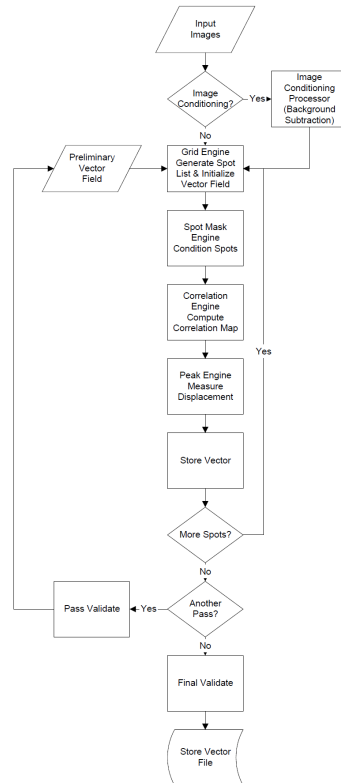 Input
Images
Image
Conditioning?
Yes
Image
Conditioning
Processor
(Background
Subtraction)
No
Preliminary
Vector
Field
Grid Engine
Generate Spot
List & Initialize
Vector Field
Spot Mask
Engine
Condition Spots
Correlation
Engine
Compute
Correlation Map
Yes
Peak Engine
Measure
Displacement
Store Vector
More Spots?
No
Pass Validate
Yes
Another
Pass?
No
Final Validate
Store Vector
File